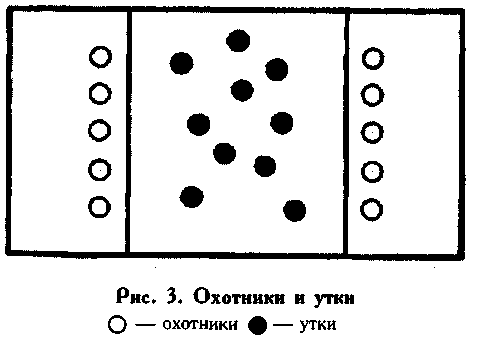 Рис. 3. Охотники и утки
— охотники — утки